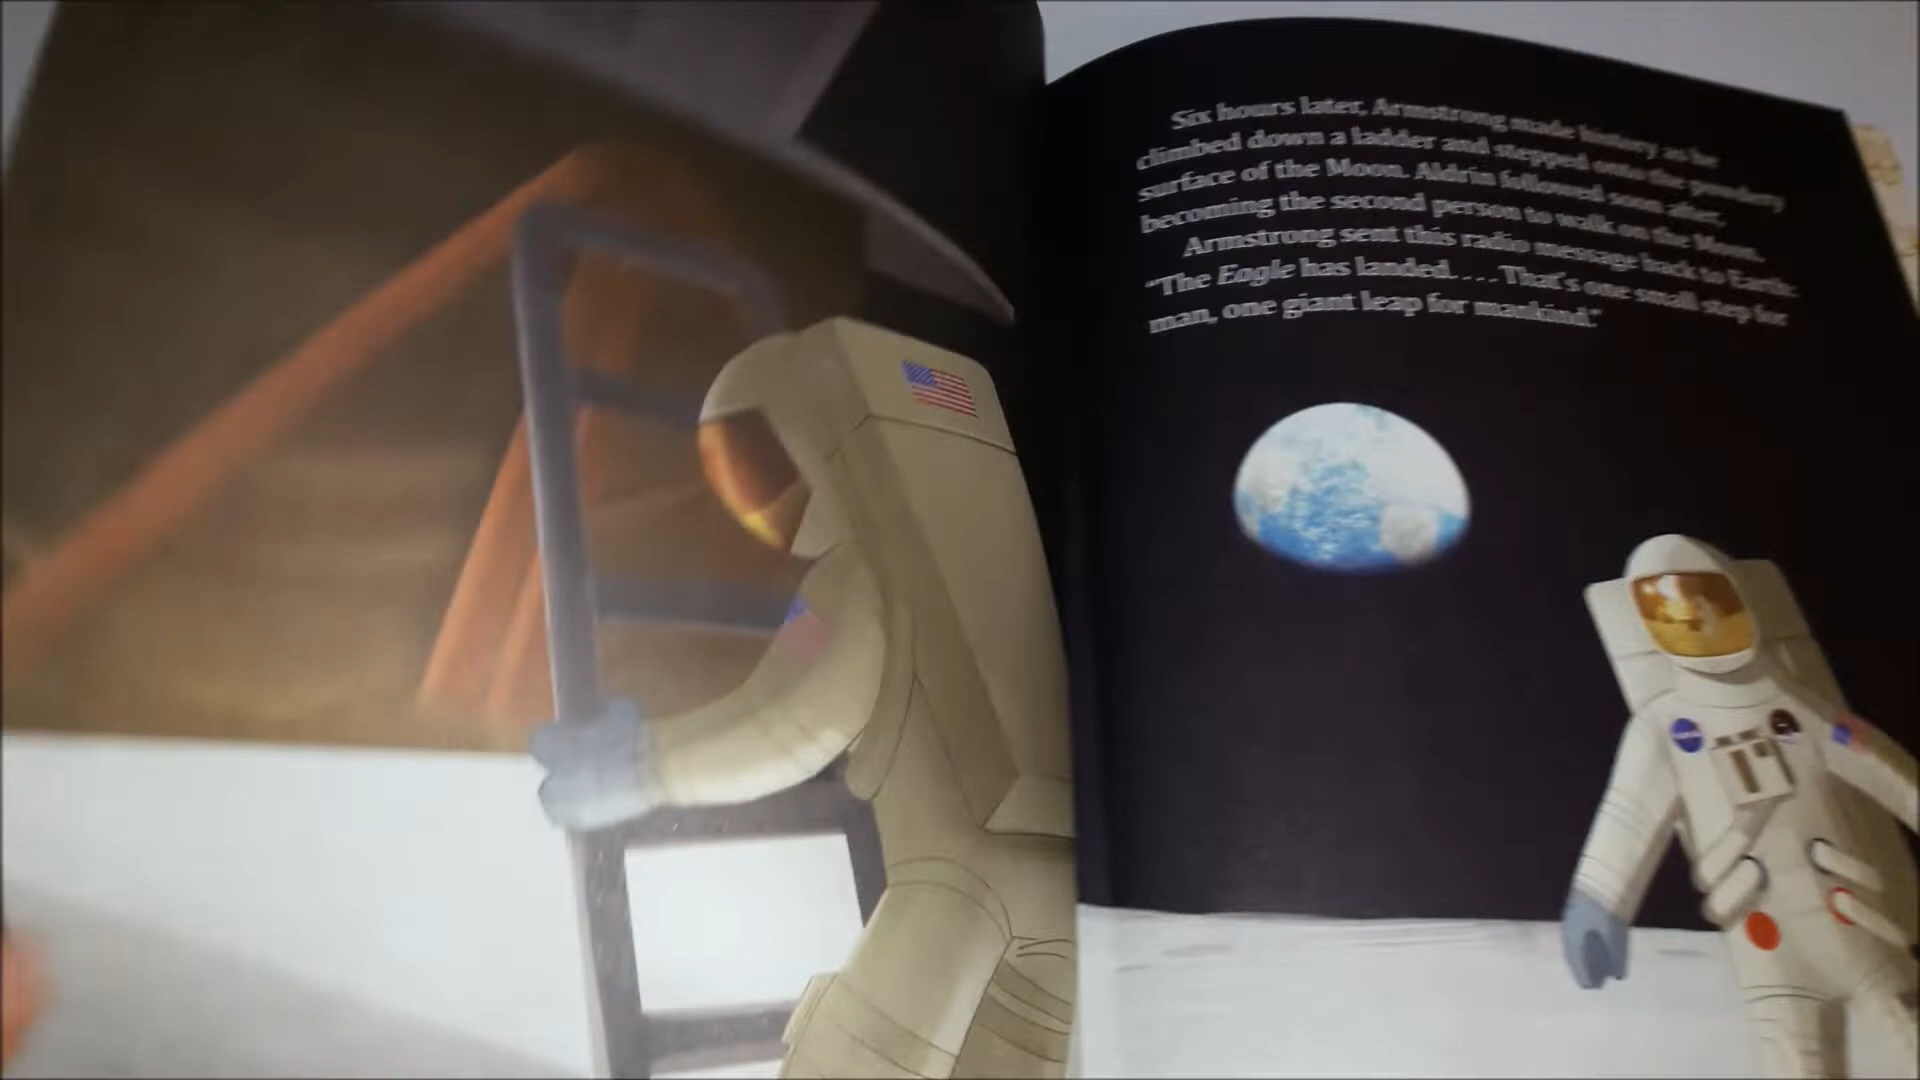 Six hours later, Armstrong made history as he
climbed down a ladder and stepped onto the powdery
surface of the Moon. Aldrin followed soon after,
becoming the second person to walk on the Moon.
Armstrong sent this radio message back to Earth:
“The Eagle has landed. . . . That’s one small step for
man, one giant leap for mankind.”